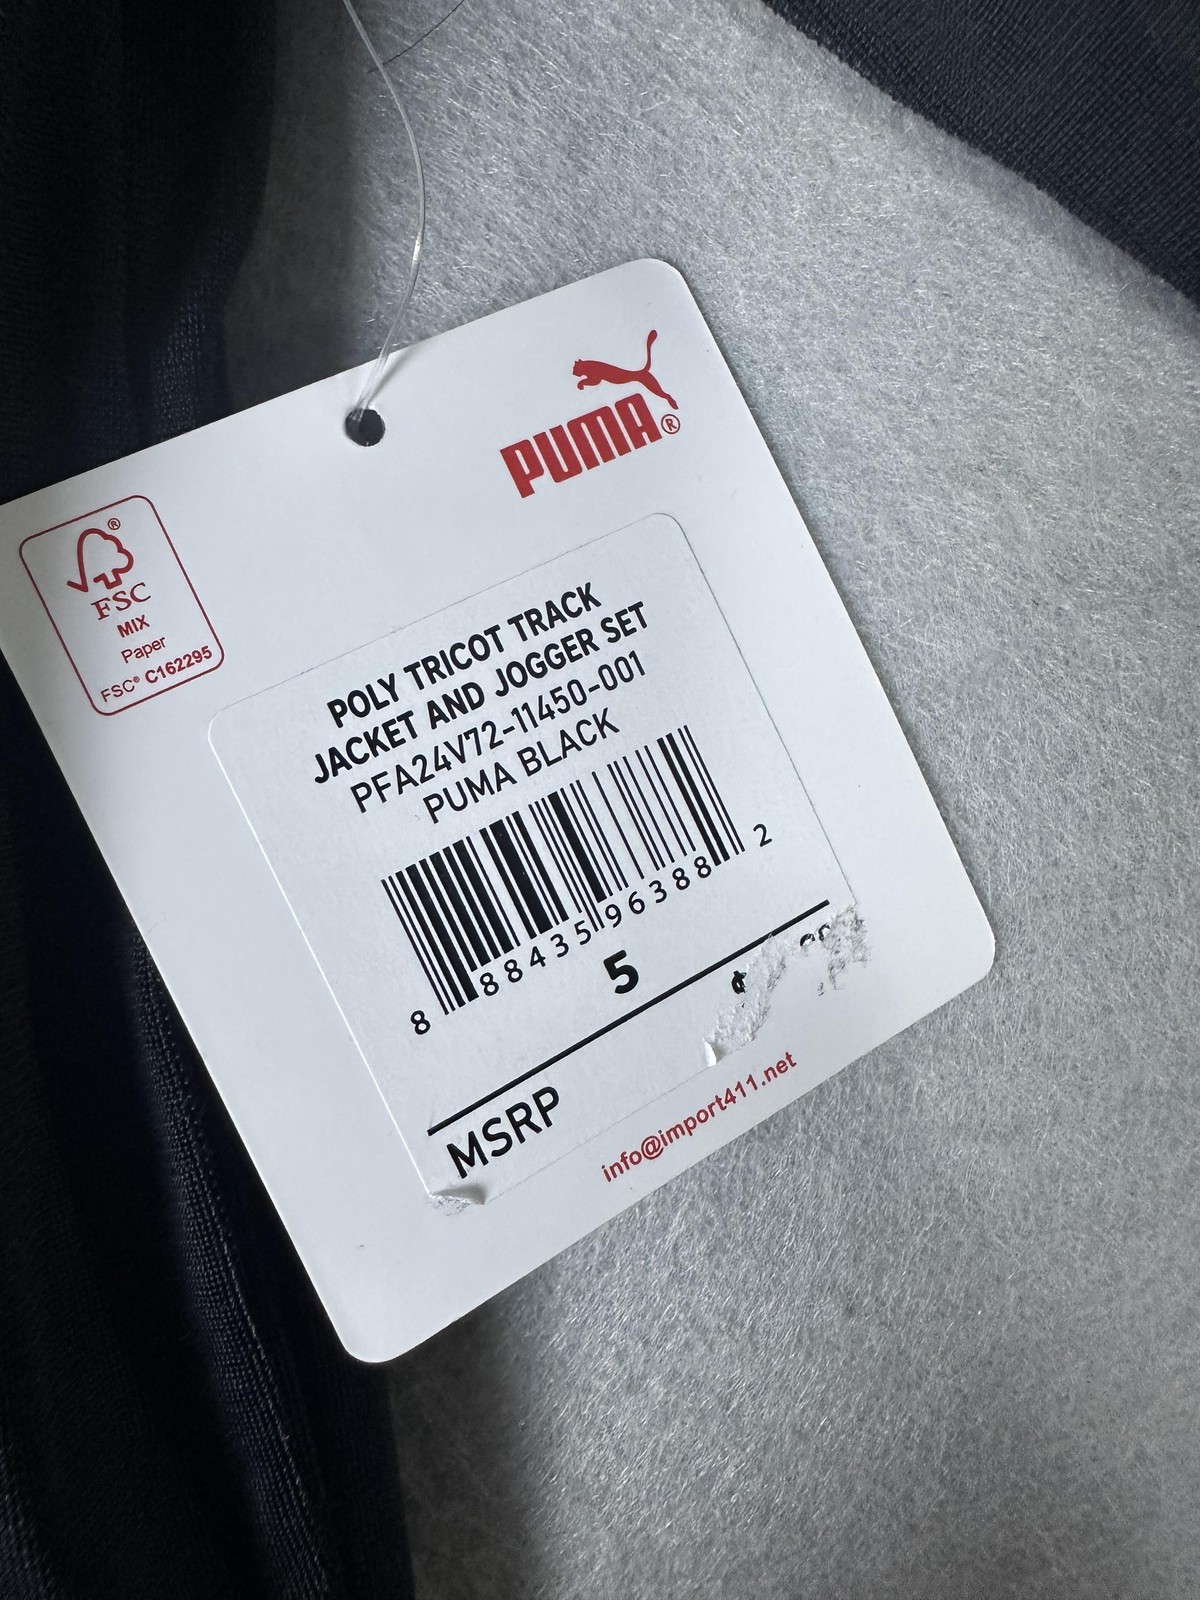 PUMA®
®
FSC
MIX
Paper
FSC® C162295
POLY TRICOT TRACK
JACKET AND JOGGER SET
PFA24V72-11450-001
PUMA BLACK
8 88435 96388 2
5
MSRP
info@import411.net